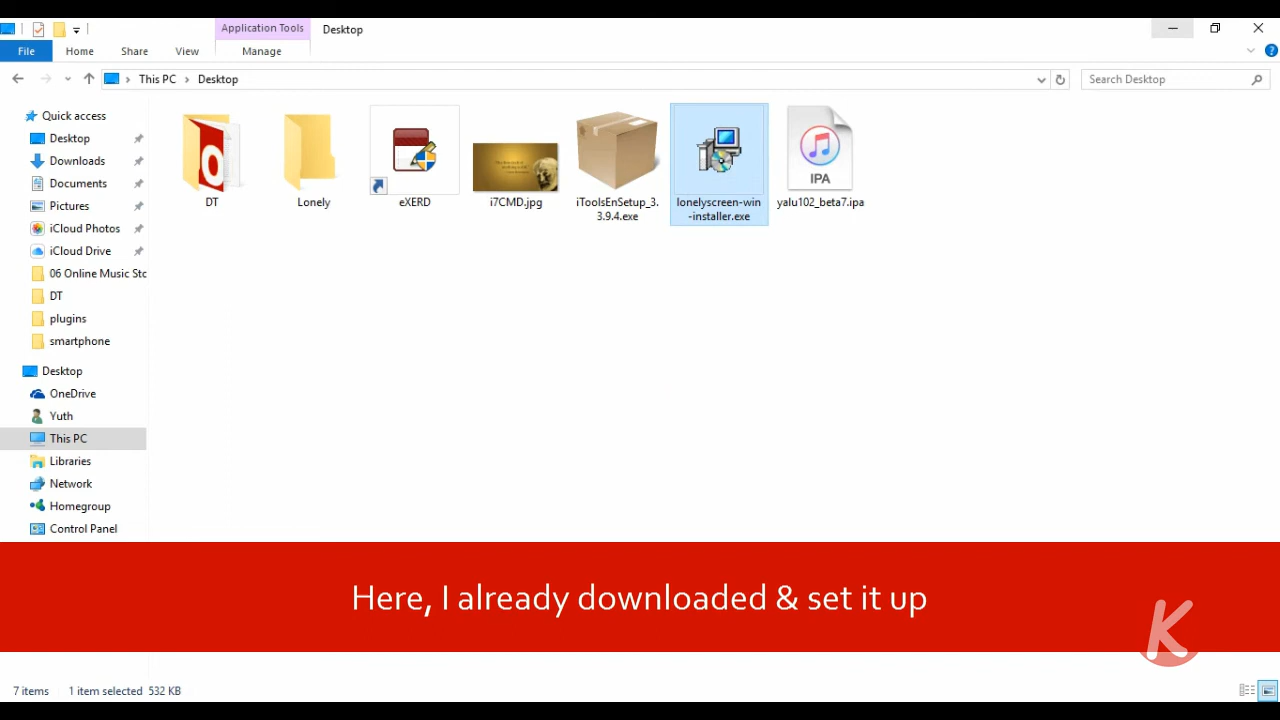 Application Tools
Desktop
File
Home
Share
View
Manage
This PC
Desktop
Search Desktop
Quick access
Desktop
Downloads
Documents
Pictures
iCloud Photos
iCloud Drive
06 Online Music Sto
DT
plugins
smartphone
Desktop
OneDrive
Yuth
This PC
Libraries
Network
Homegroup
Control Panel
DT
Lonely
eXERD
i7CMD.jpg
iToolsEnSetup_3.
3.9.4.exe
lonelyscreen-win
-installer.exe
IPA
yalu102_beta7.ipa
Here, I already downloaded & set it up
K
7 items
1 item selected 532 KB